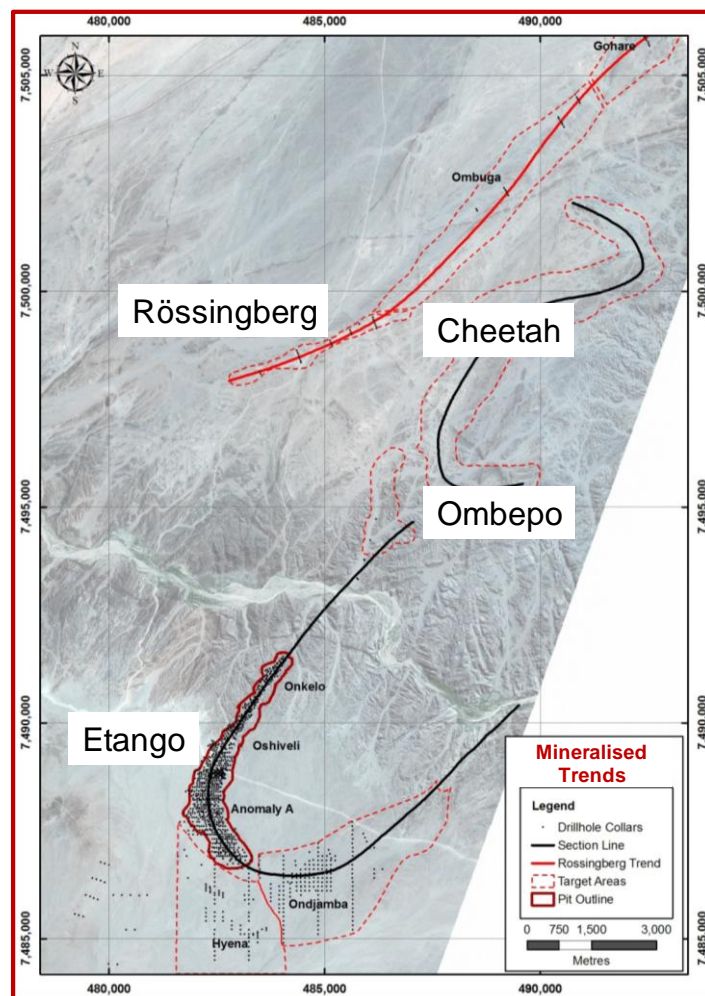 480,000
485,000
490,000
N
W E
S
7,505,000
7,505,000
Gohare
Ombuga
7,500,000
7,500,000
Rössingberg
Cheetah
7,495,000
7,495,000
Ombepo
Onkelo
7,490,000
7,490,000
Etango
Oshiveli
Anomaly A
Ondjamba
Hyena
7,485,000
7,485,000
Mineralised
Trends
Legend
Drillhole Collars
Section Line
Rossingberg Trend
Target Areas
Pit Outline
0 750 1,500 3,000
Metres
480,000
485,000
490,000